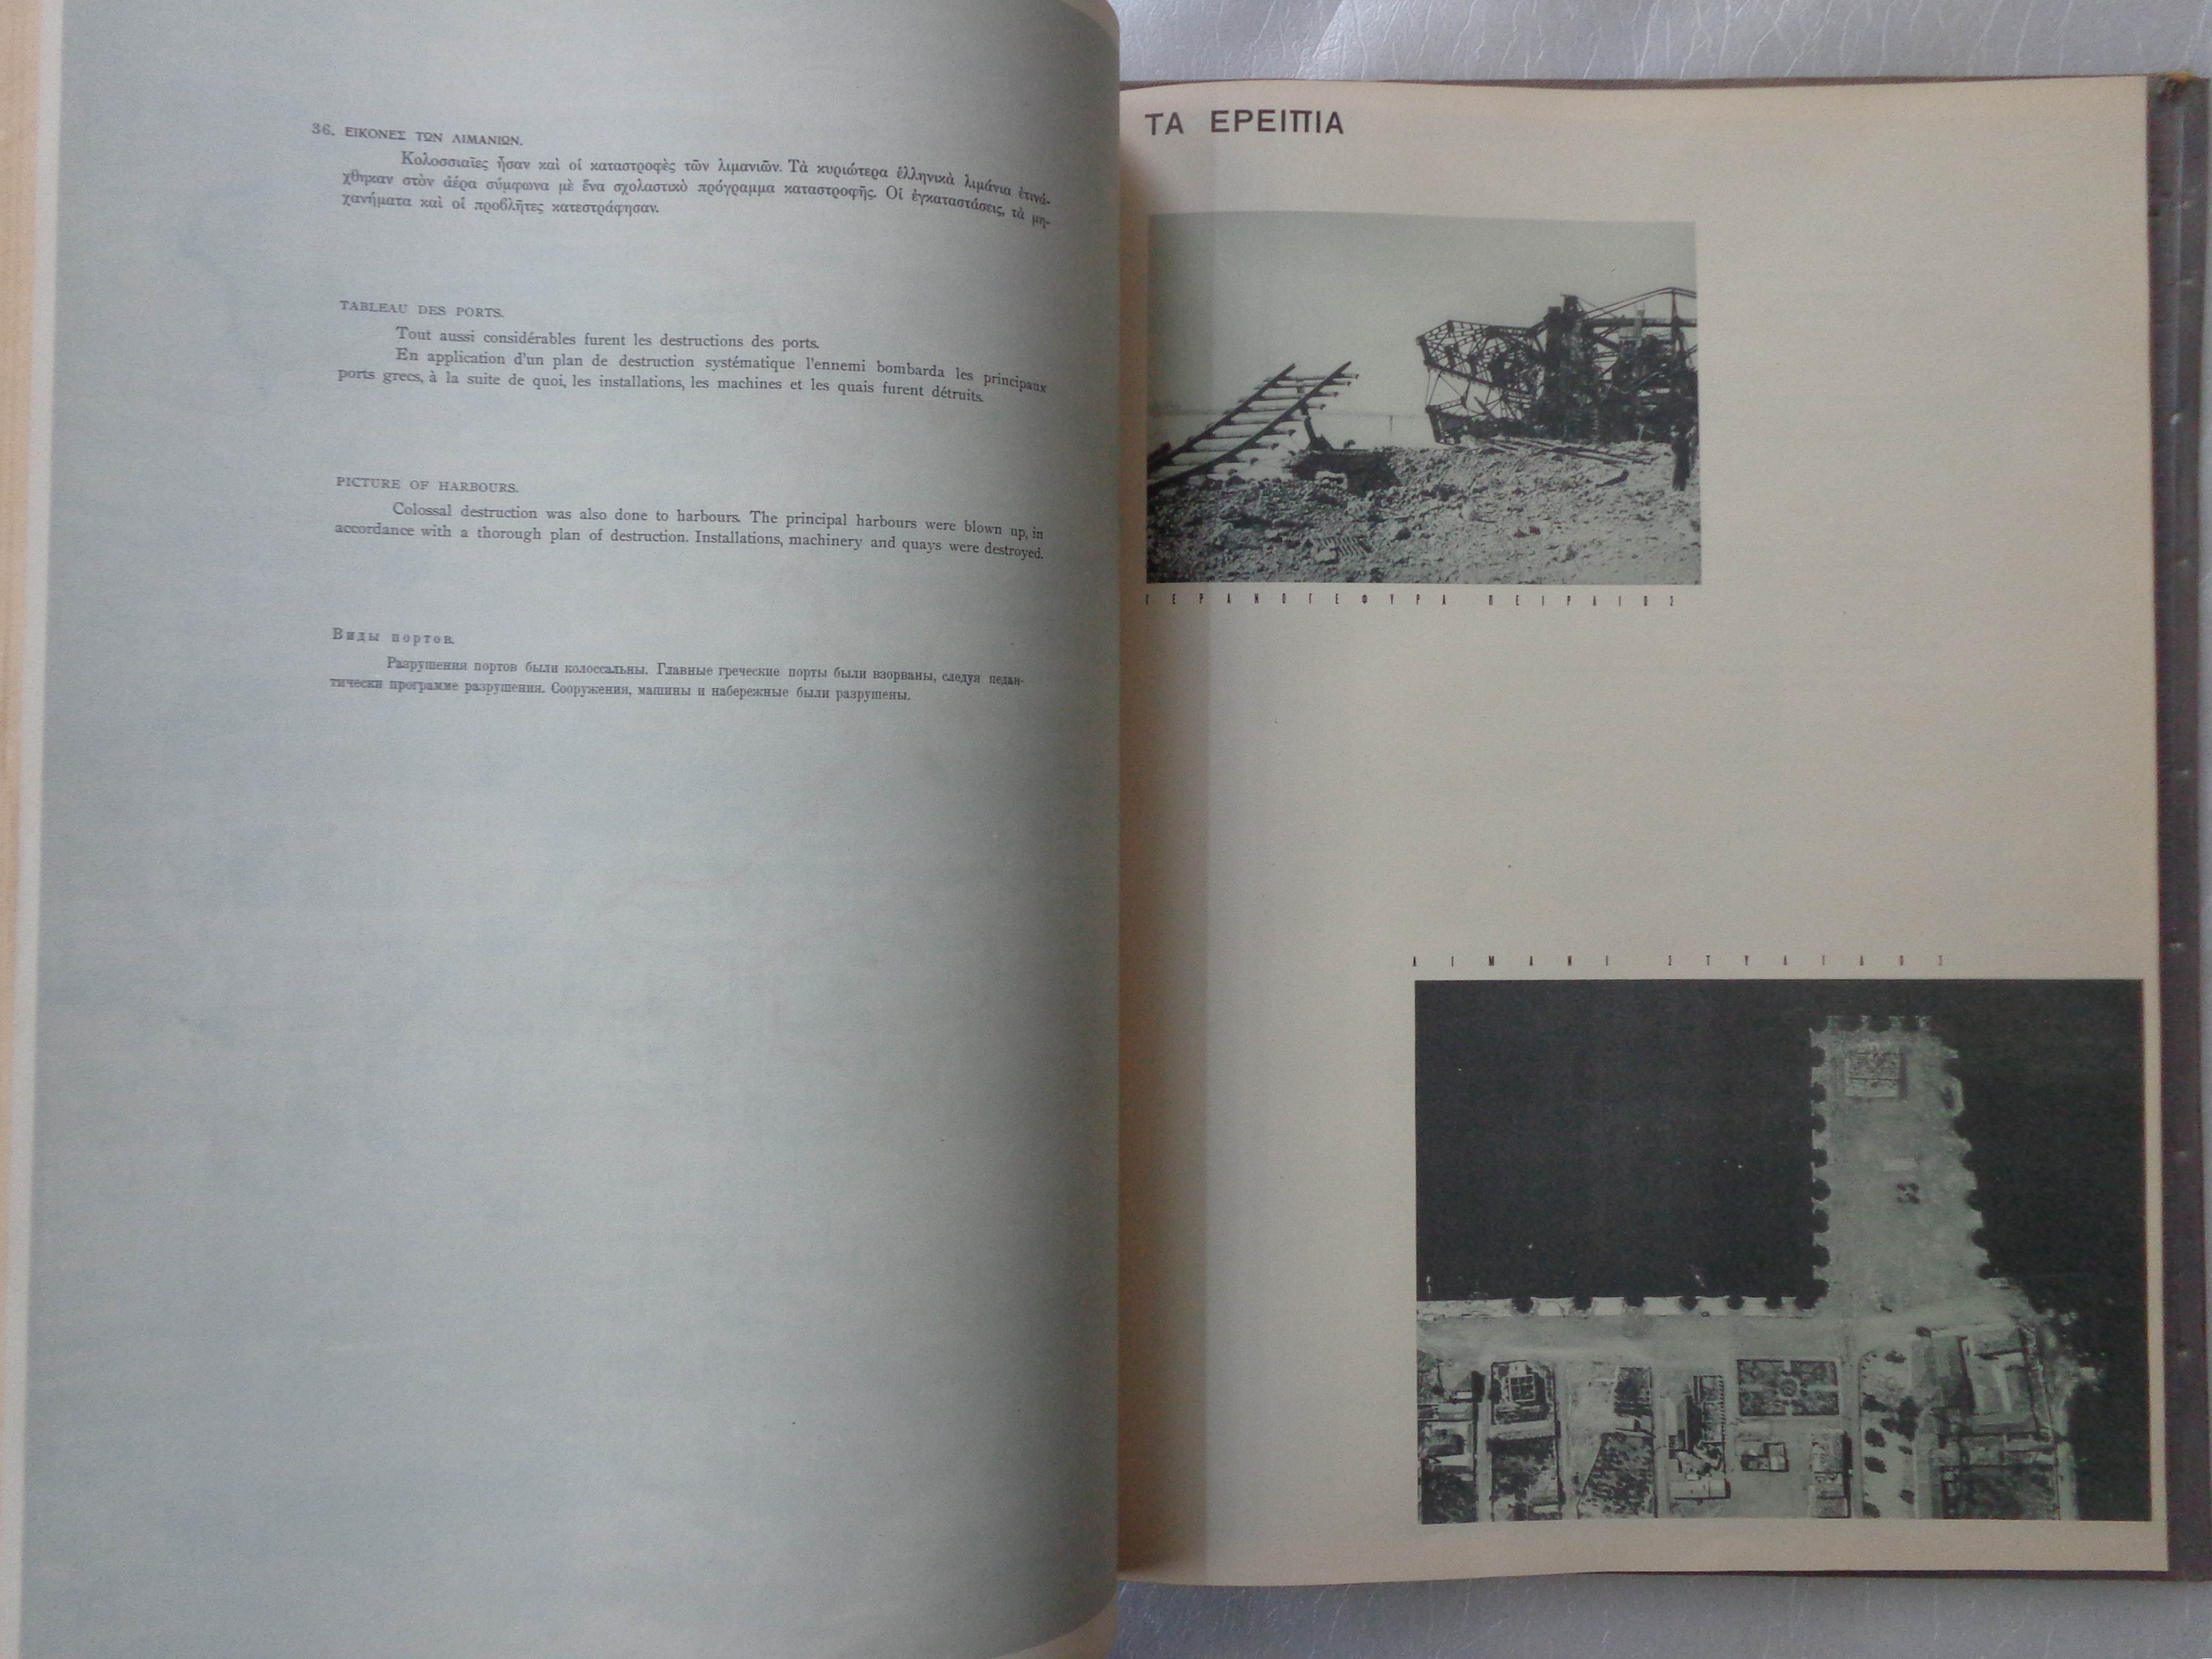 36. ΕΙΚΟΝΕΣ ΤΩΝ ΛΙΜΑΝΙΩΝ.
Κολοσσιαῖες ἦσαν καὶ οἱ καταστροφὲς τῶν λιμανιῶν. Τὰ κυριώτερα ἑλληνικὰ λιμάνια ἐτινά-
χθηκαν στὸν ἀέρα σύμφωνα μὲ ἕνα σχολαστικὸ πρόγραμμα καταστροφῆς. Οἱ ἐγκαταστάσεις, τὰ μη-
χανήματα καὶ οἱ προβλῆτες κατεστράφησαν.
TABLEAU DES PORTS.
Tout aussi considérables furent les destructions des ports.
En application d'un plan de destruction systématique l'ennemi bombarda les principaux
ports grecs, à la suite de quoi, les installations, les machines et les quais furent détruits.
PICTURE OF HARBOURS.
Colossal destruction was also done to harbours. The principal harbours were blown up, in
accordance with a thorough plan of destruction. Installations, machinery and quays were destroyed.
Виды портов.
Разрушения портов были колоссальны. Главные греческие порты были взорваны, следуя педан-
тически программе разрушения. Сооружения, машины и набережные были разрушены.
ΤΑ ΕΡΕΙΠΙΑ
ΓΕΡΑΝΟΓΕΦΥΡΑ ΠΕΙΡΑΙΩΣ
ΛΙΜΑΝΙ ΣΤΥΛΙΔΟΣ